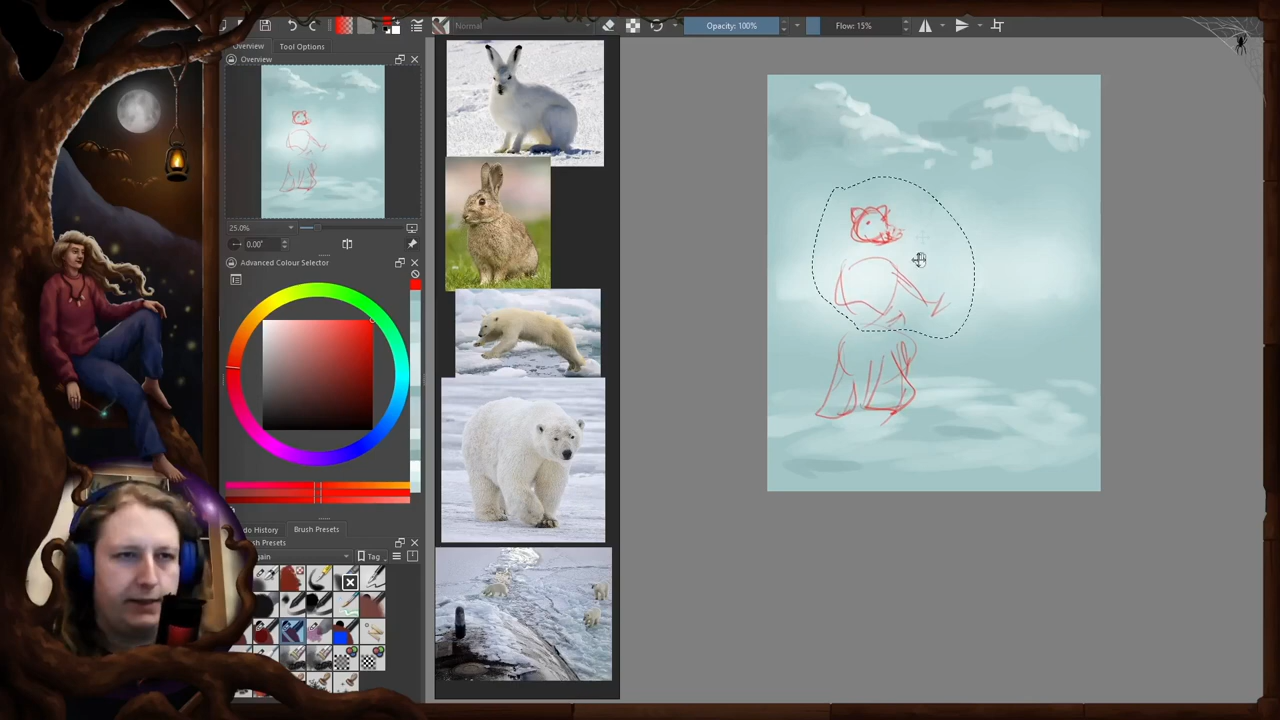 Normal
Opacity: 100%
Flow: 15%
Overview
Tool Options
Overview
25.0%
0.00°
Advanced Colour Selector
do History
Brush Presets
Presets
Tag